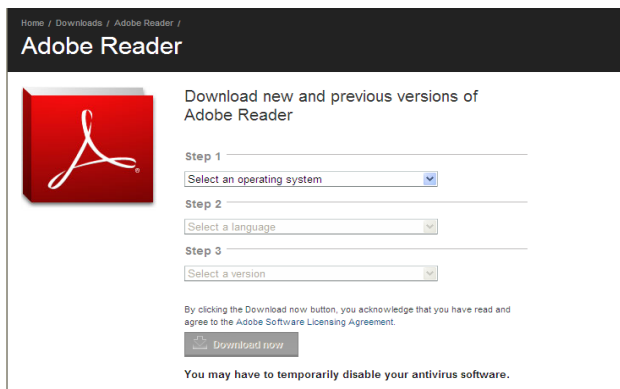 Home / Downloads / Adobe Reader /
Adobe Reader
Download new and previous versions of
Adobe Reader
Step 1
Select an operating system
Step 2
Select a language
Step 3
Select a version
By clicking the Download now button, you acknowledge that you have read and
agree to the Adobe Software Licensing Agreement.
Download now
You may have to temporarily disable your antivirus software.